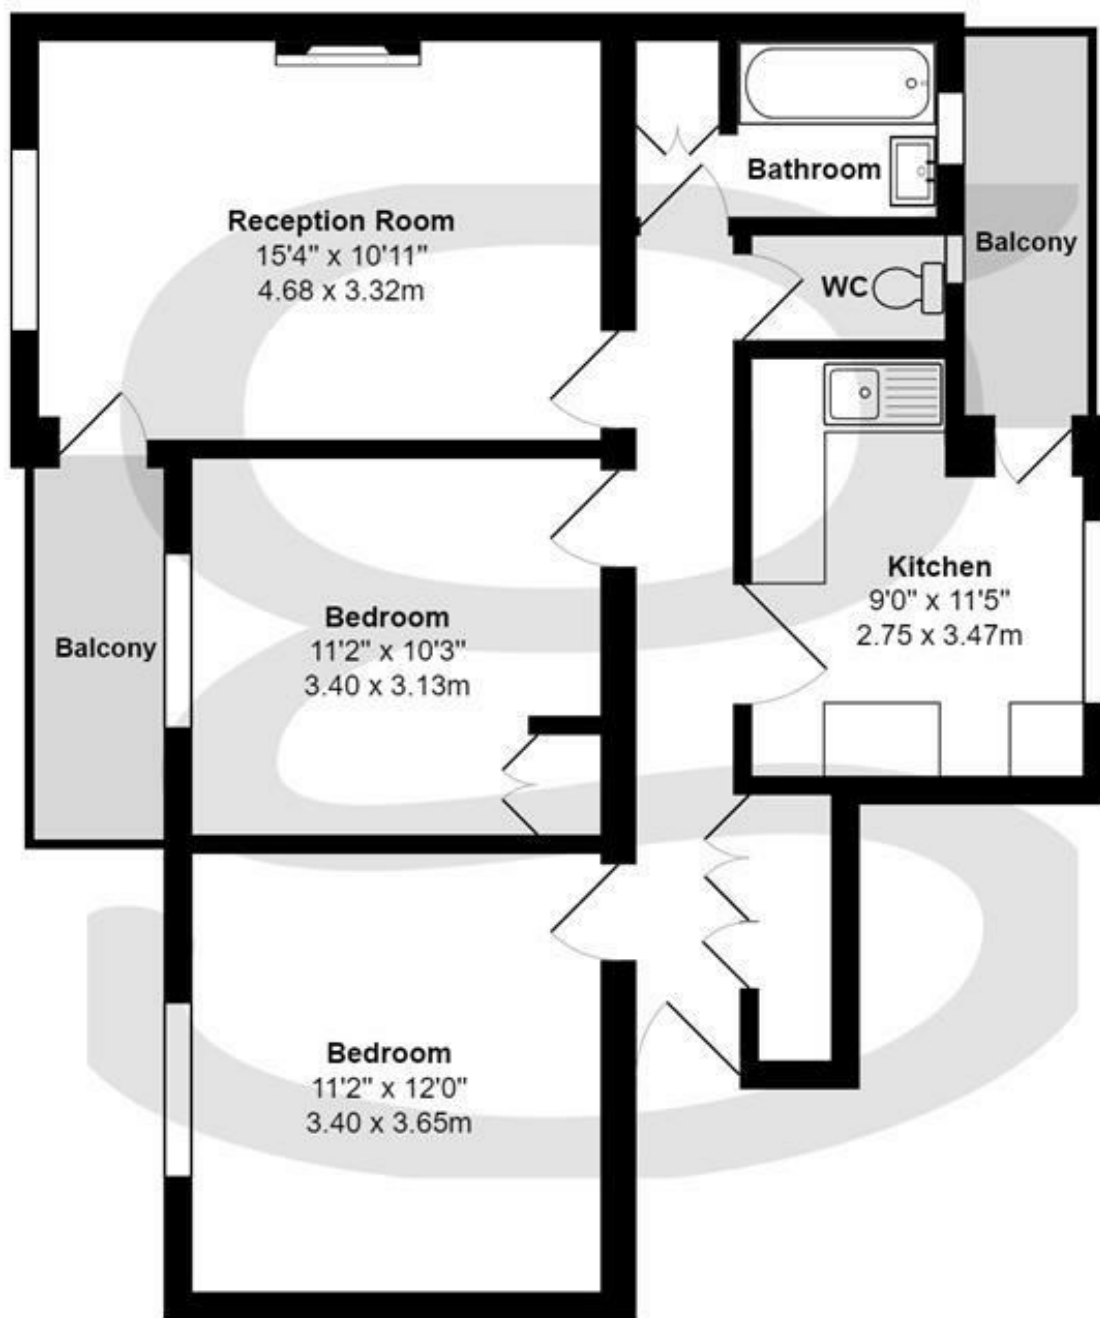 Reception Room
15'4" x 10'11"
4.68 x 3.32m
Bathroom
WC
Balcony
Kitchen
9'0" x 11'5"
2.75 x 3.47m
Balcony
Bedroom
11'2" x 10'3"
3.40 x 3.13m
Bedroom
11'2" x 12'0"
3.40 x 3.65m